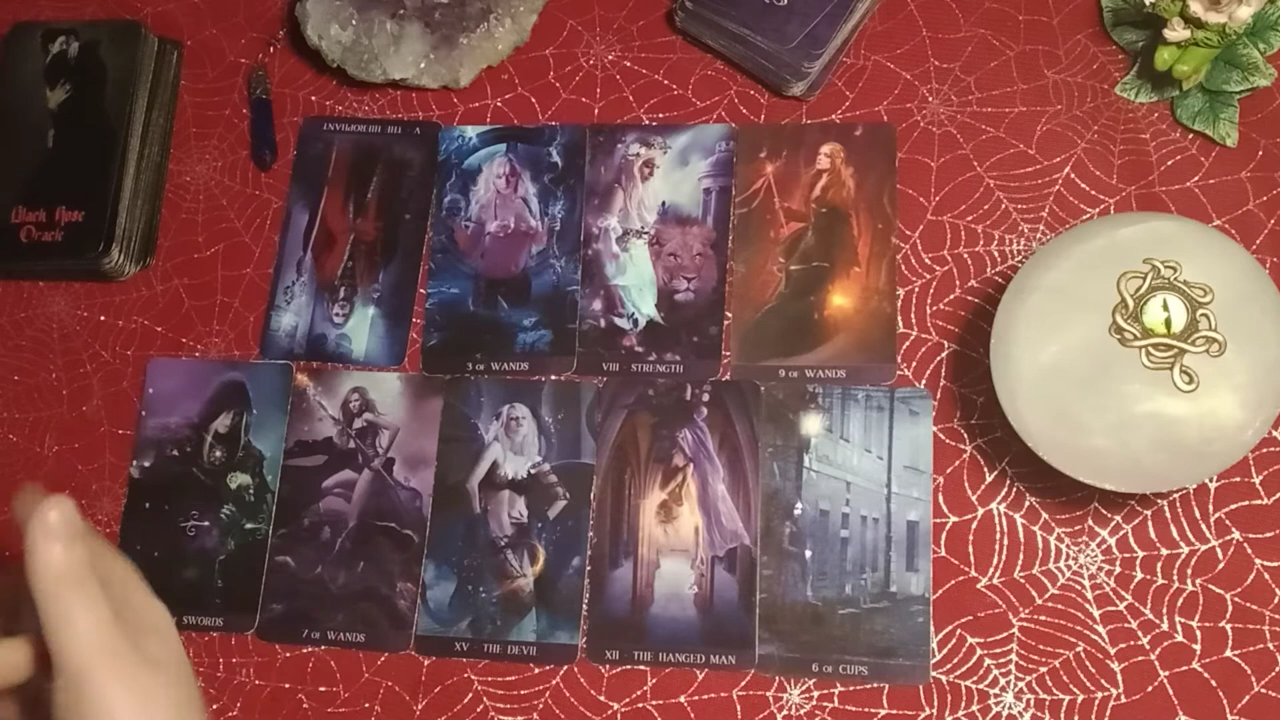 Black Rose
Oracle
V THE HIEROPHANT
3 OF WANDS
VIII - STRENGTH
9 OF WANDS
SWORDS
7 OF WANDS
XV - THE DEVIL
XII - THE HANGED MAN
6 OF CUPS